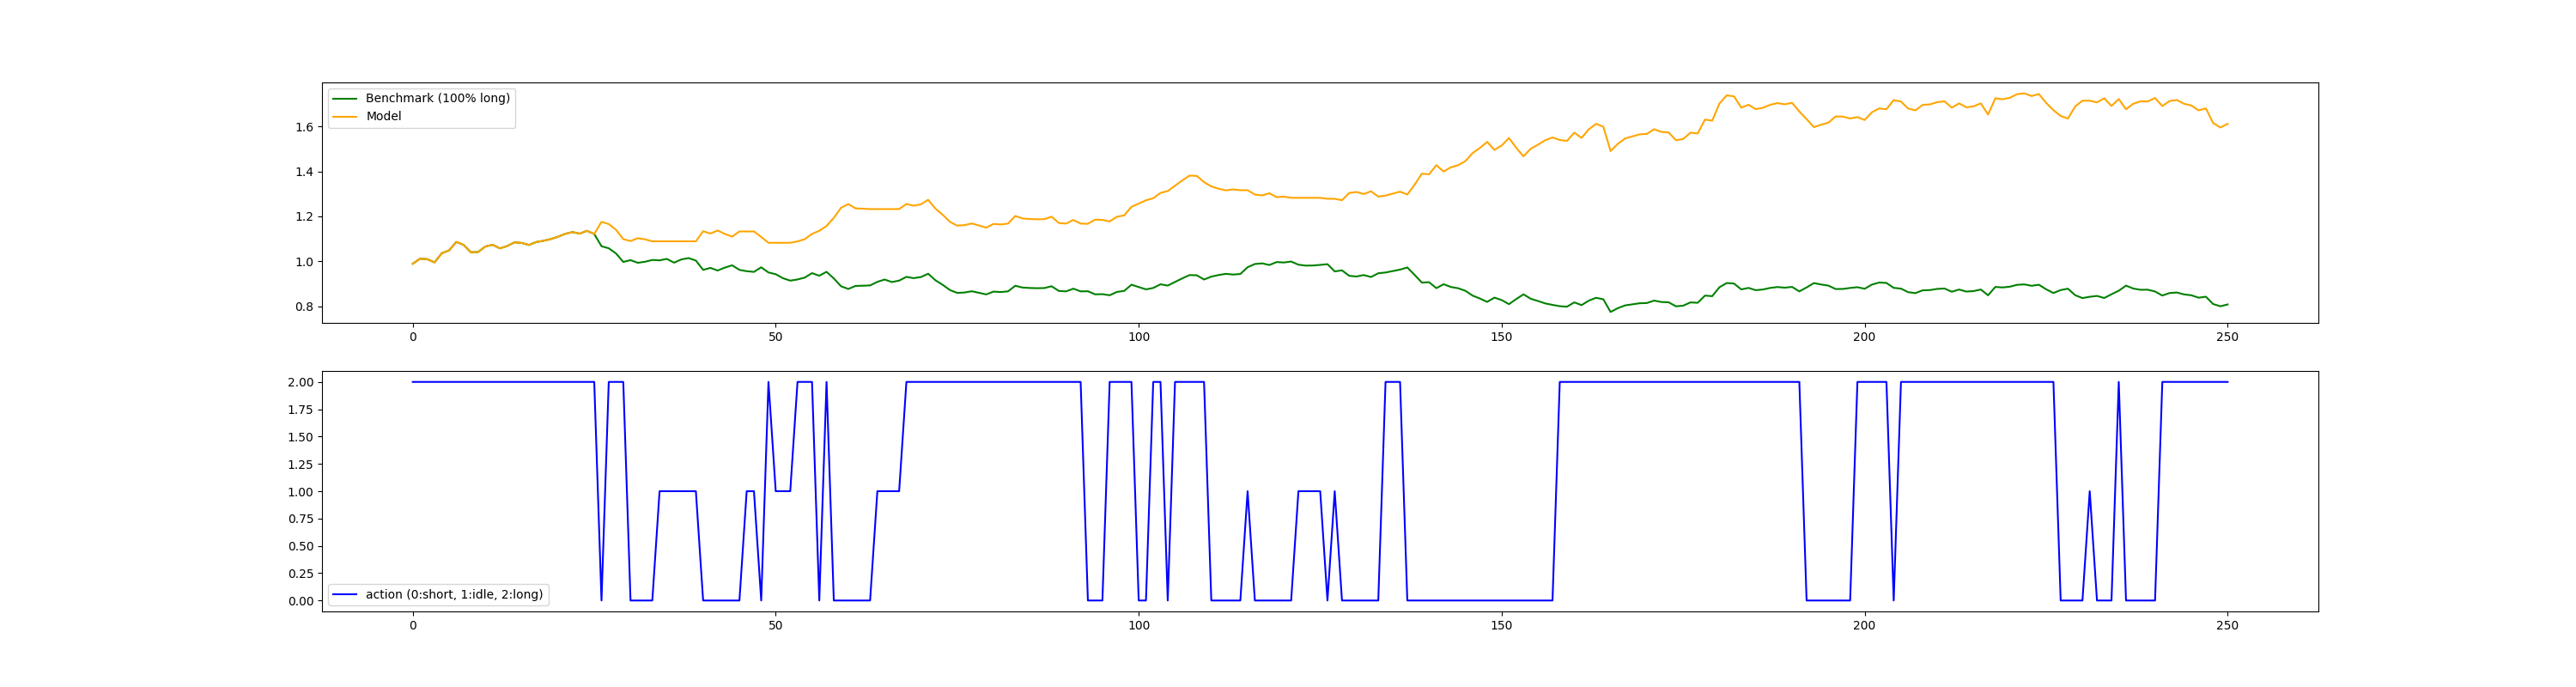 Benchmark (100% long)
Model
1.6
1.4
1.2
1.0
0.8
0 50 100 150 200 250
2.00
1.75
1.50
1.25
1.00
0.75
0.50
0.25
0.00
action (0:short, 1:idle, 2:long)
0 50 100 150 200 250